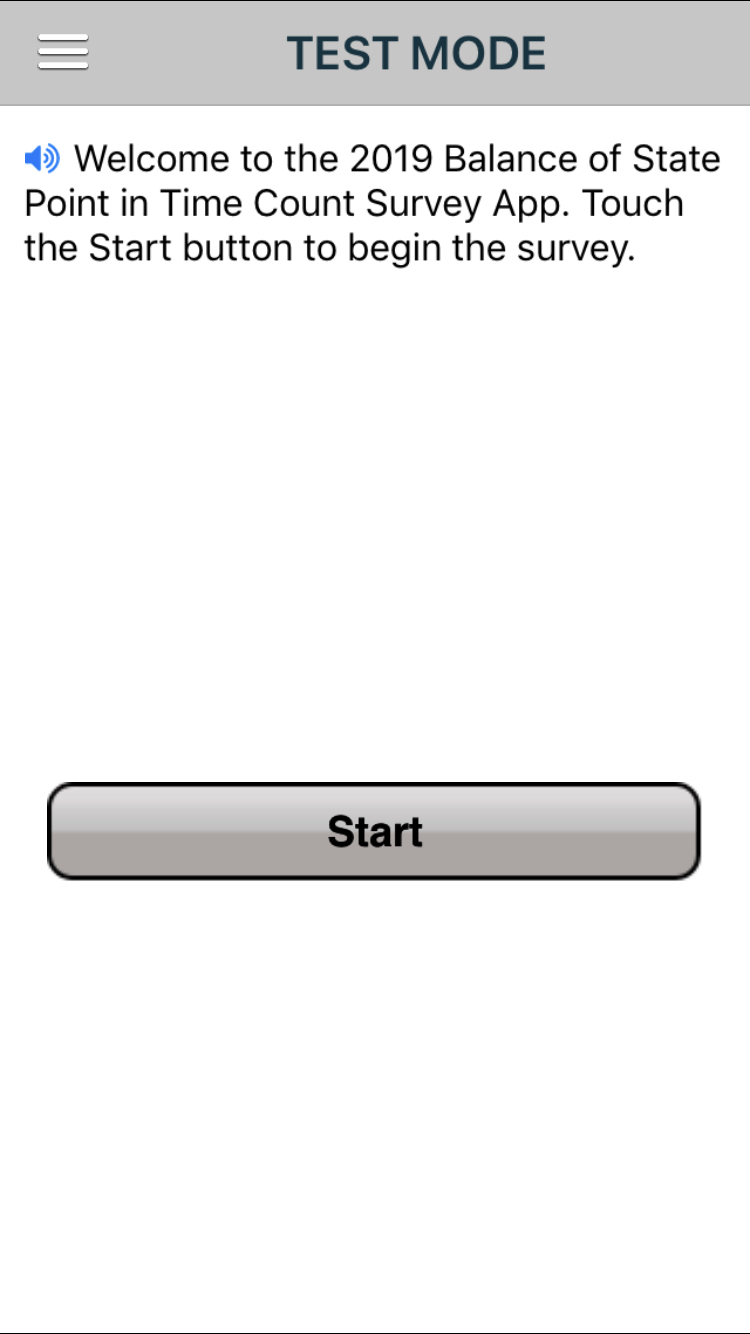 TEST MODE
Welcome to the 2019 Balance of State
Point in Time Count Survey App. Touch
the Start button to begin the survey.
Start